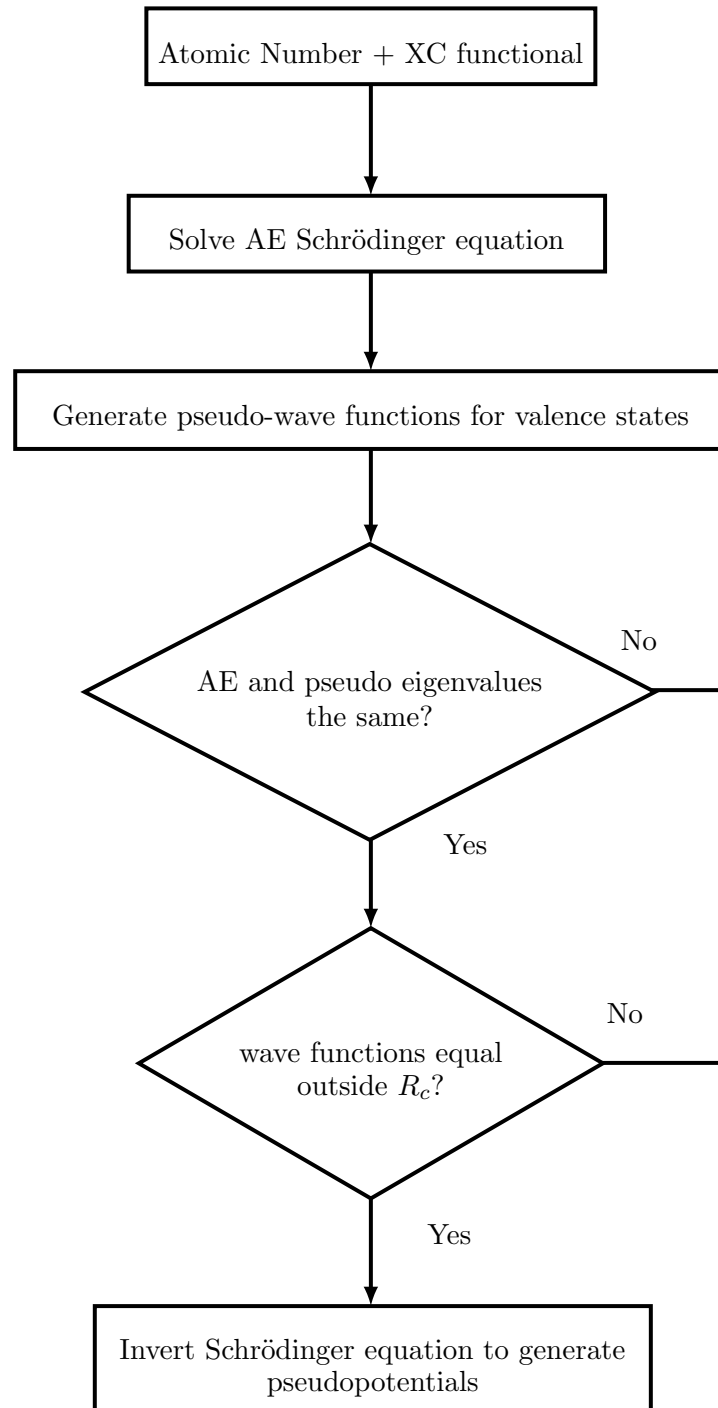 Atomic Number + XC functional
Solve AE Schrödinger equation
Generate pseudo-wave functions for valence states
No
AE and pseudo eigenvalues
the same?
Yes
No
wave functions equal
outside R_c?
Yes
Invert Schrödinger equation to generate
pseudopotentials